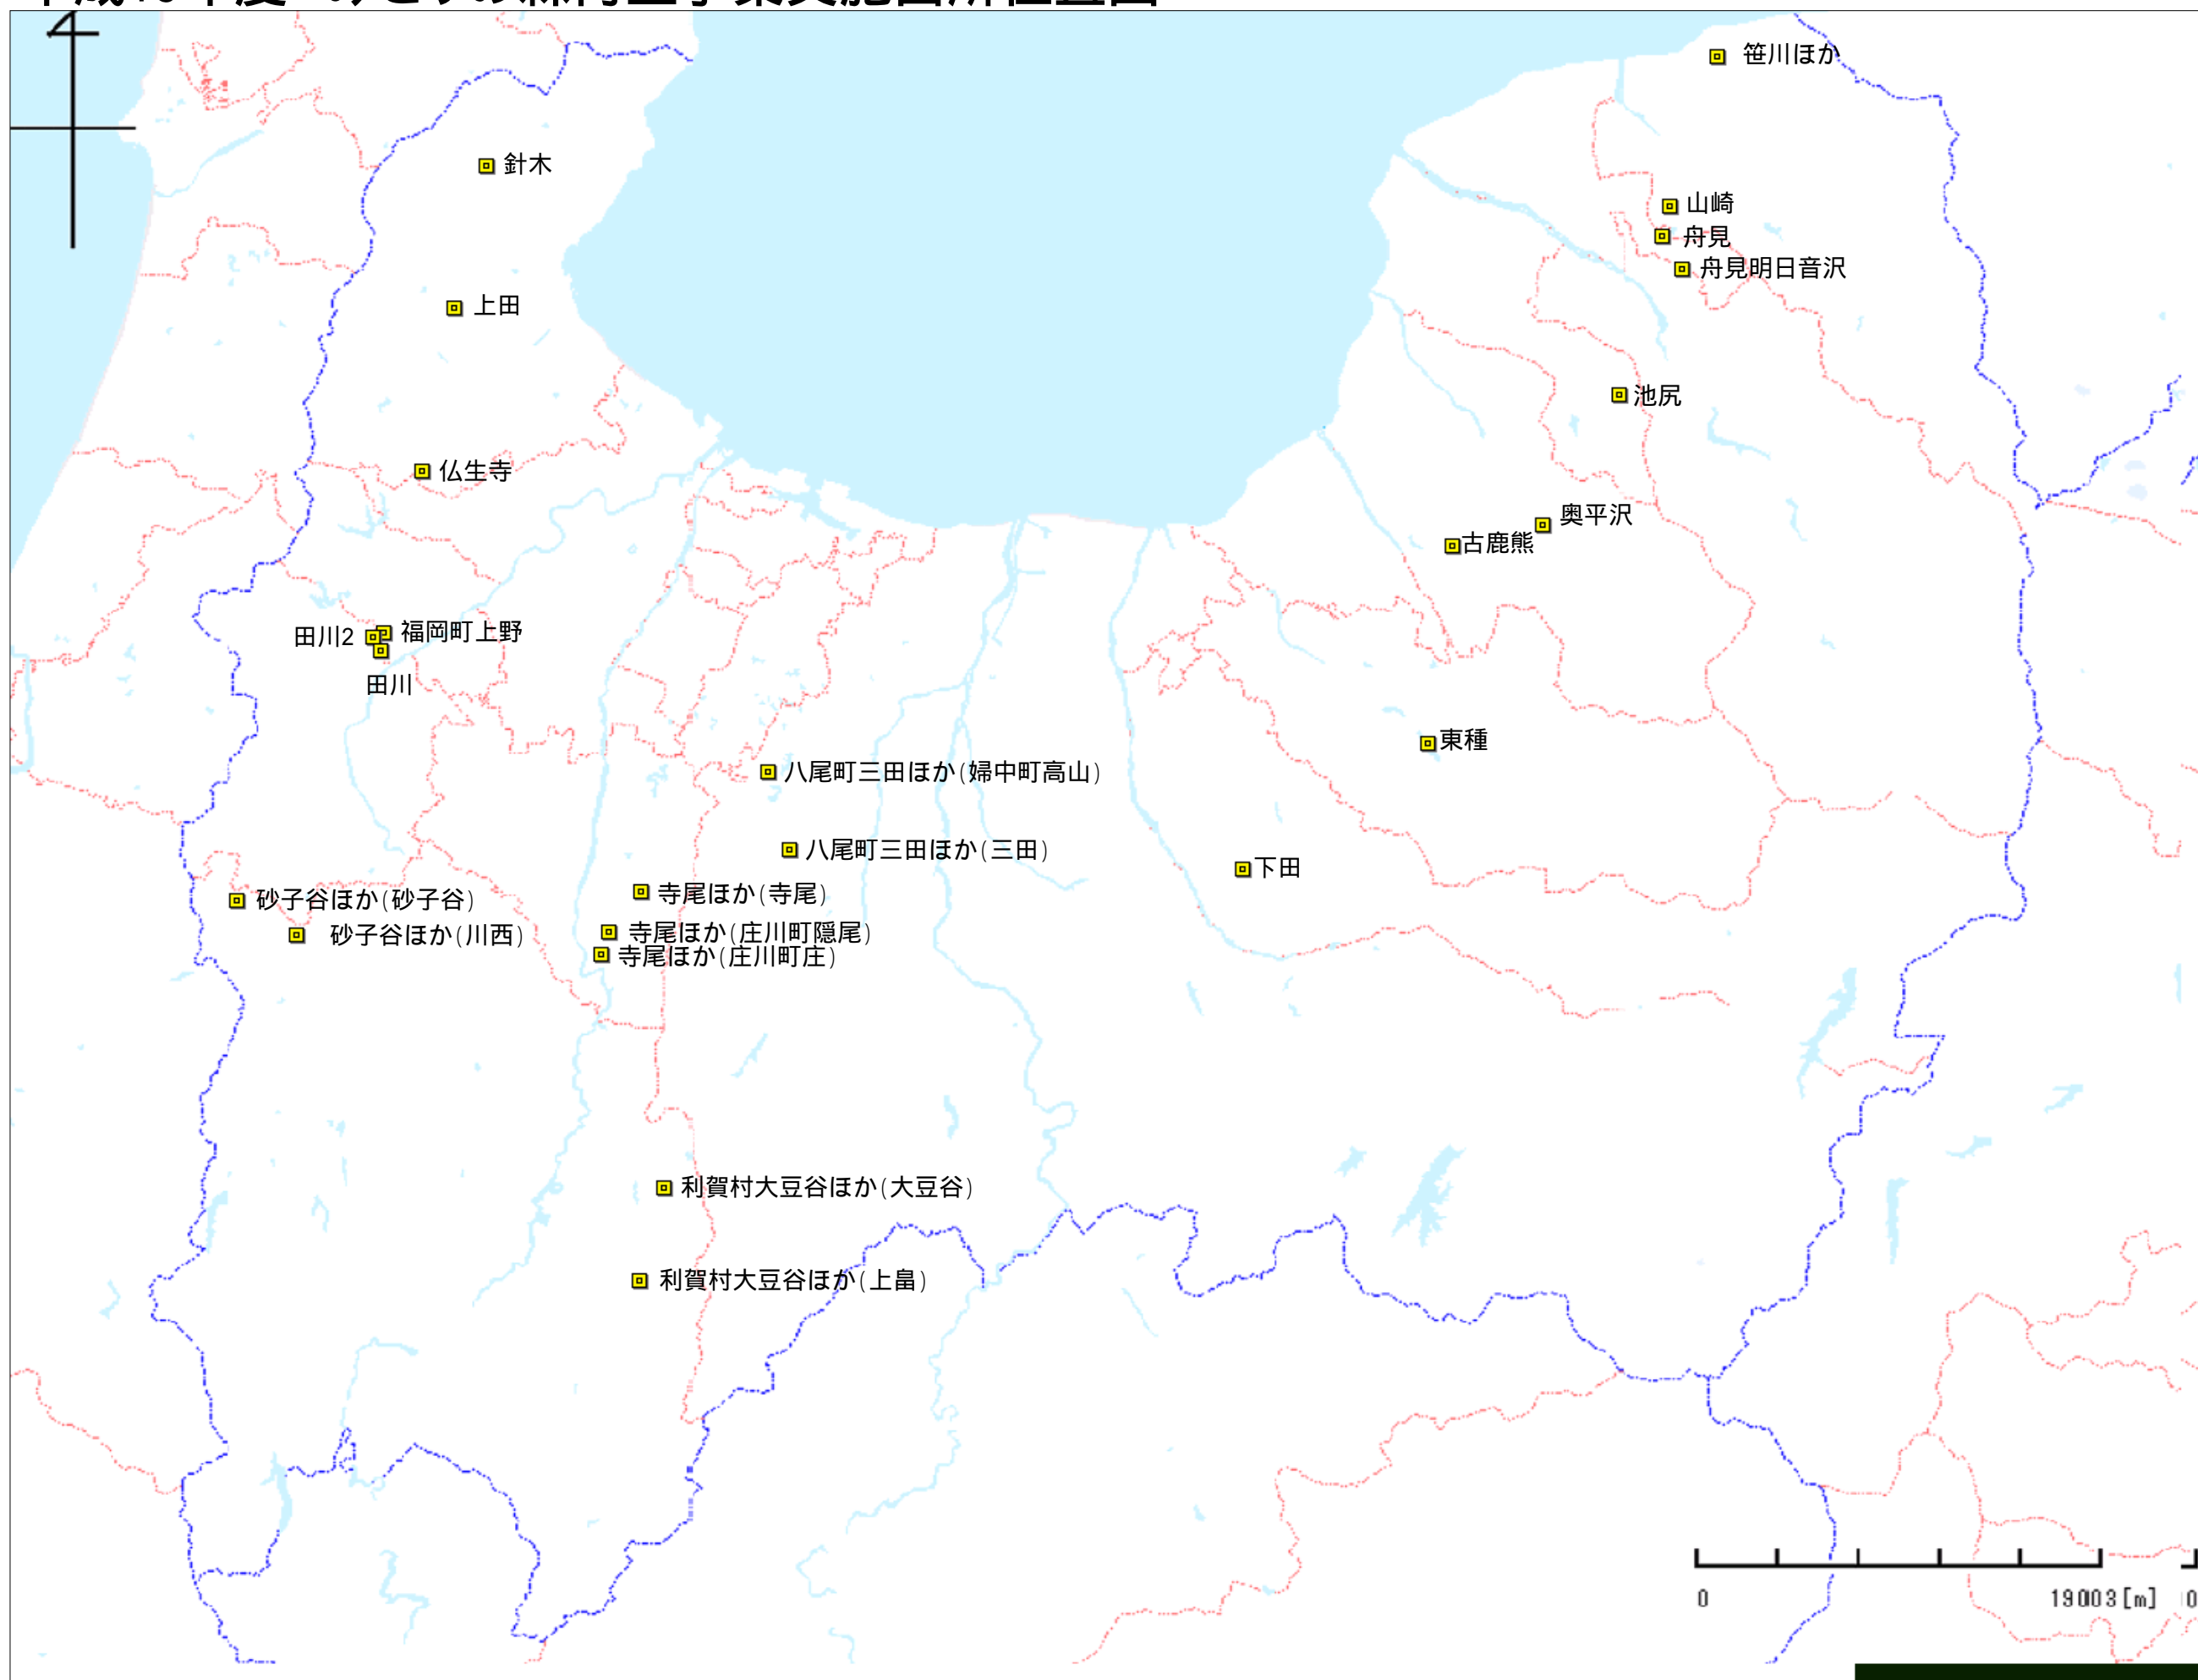 笹川ほか
針木
山崎
舟見
舟見明日音沢
上田
池尻
仏生寺
奥平沢
古鹿熊
福岡町上野
田川2
田川
東種
八尾町三田ほか(婦中町高山)
八尾町三田ほか(三田)
下田
寺尾ほか(寺尾)
砂子谷ほか(砂子谷)
寺尾ほか(庄川町隠尾)
砂子谷ほか(川西)
寺尾ほか(庄川町庄)
利賀村大豆谷ほか(大豆谷)
利賀村大豆谷ほか(上畠)
0